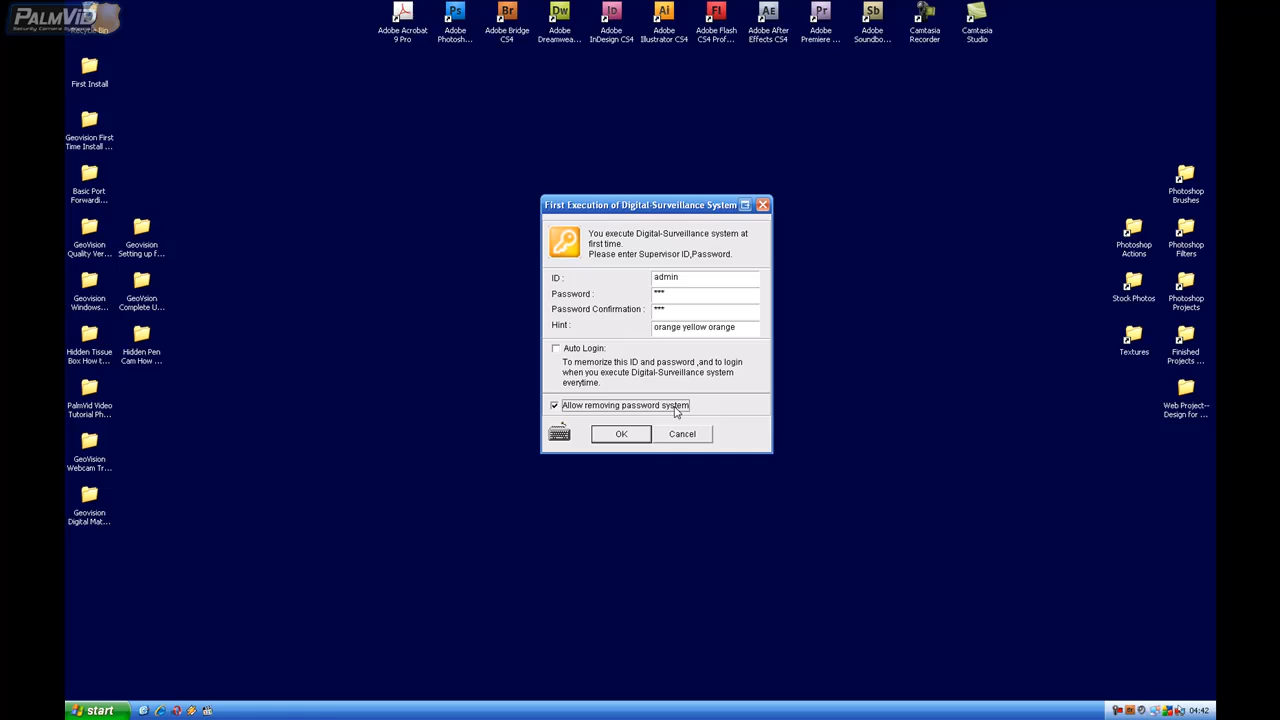 PALMVID
Security Camera Systems
Recycle Bin
Adobe Acrobat
9 Pro
Adobe
Photosh...
Adobe Bridge
CS4
Adobe
Dreamwea...
Adobe
InDesign CS4
Adobe
Illustrator CS4
Adobe Flash
CS4 Prof...
Adobe After
Effects CS4
Adobe
Premiere ...
Adobe
Soundbo...
Camtasia
Recorder
Camtasia
Studio
First Install
Geovision First
Time Install ...
Basic Port
Forwardi...
GeoVision
Quality Ver...
Geovision
Setting up f...
GeoVision
Windows...
GeoVsion
Complete U...
Hidden Tissue
Box How t...
Hidden Pen
Cam How ...
PalmVid Video
Tutorial Ph...
GeoVision
Webcam Tr...
Geovision
Digital Mat...
First Execution of Digital-Surveillance System
You execute Digital-Surveillance system at
first time.
Please enter Supervisor ID,Password.
ID :
admin
Password :
***
Password Confirmation :
***
Hint :
orange yellow orange
Auto Login:
To memorize this ID and password ,and to login
when you execute Digital-Surveillance system
everytime.
Allow removing password system
OK
Cancel
Photoshop
Brushes
Photoshop
Actions
Photoshop
Filters
Stock Photos
Photoshop
Projects
Textures
Finished
Projects ...
Web Project--
Design for ...
start
04:42